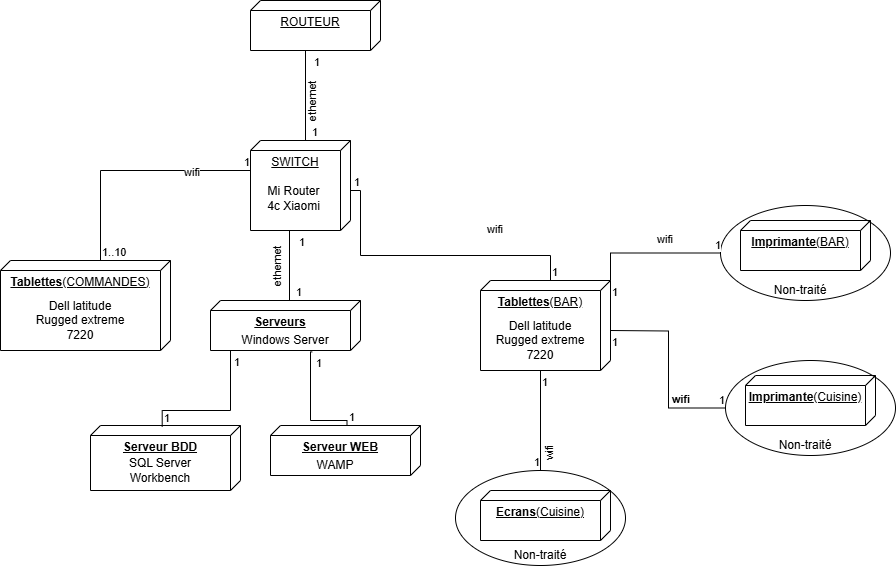 ROUTEUR
1
ethernet
1
SWITCH
Mi Router
4c Xiaomi
1
wifi
1..10
Tablettes(COMMANDES)
Dell latitude
Rugged extreme
7220
1
ethernet
1
Serveurs
Windows Server
1
1
Serveur BDD
SQL Server
Workbench
1
1
Serveur WEB
WAMP
1
wifi
1
Tablettes(BAR)
Dell latitude
Rugged extreme
7220
1
wifi
1
Imprimante(BAR)
Non-traité
1
wifi
1
Imprimante(Cuisine)
Non-traité
1
wifi
1
Ecrans(Cuisine)
Non-traité